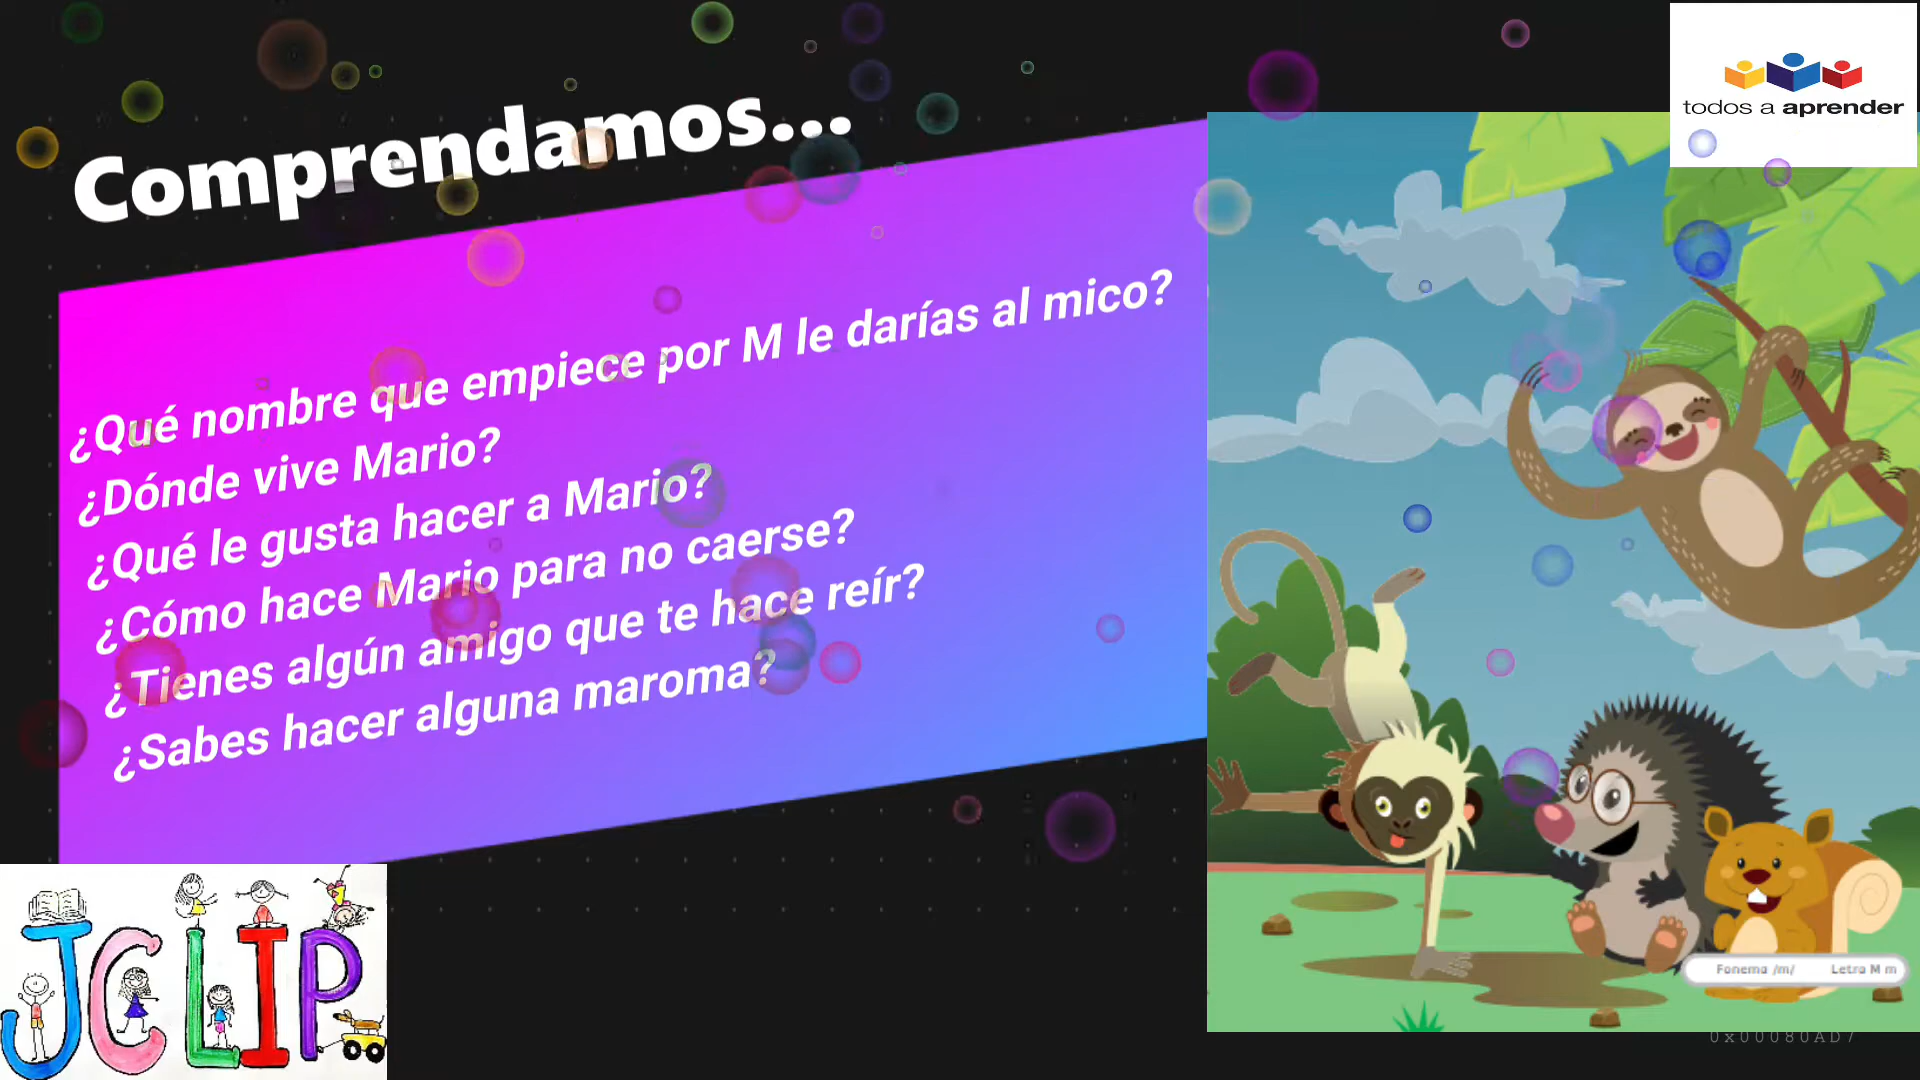 todos a aprender
Comprendamos...
¿Qué nombre que empiece por M le darías al mico?
¿Dónde vive Mario?
¿Qué le gusta hacer a Mario?
¿Cómo hace Mario para no caerse?
¿Tienes algún amigo que te hace reír?
¿Sabes hacer alguna maroma?
JCLIP
Fonema /m/ Letra M m
0x00080AD7